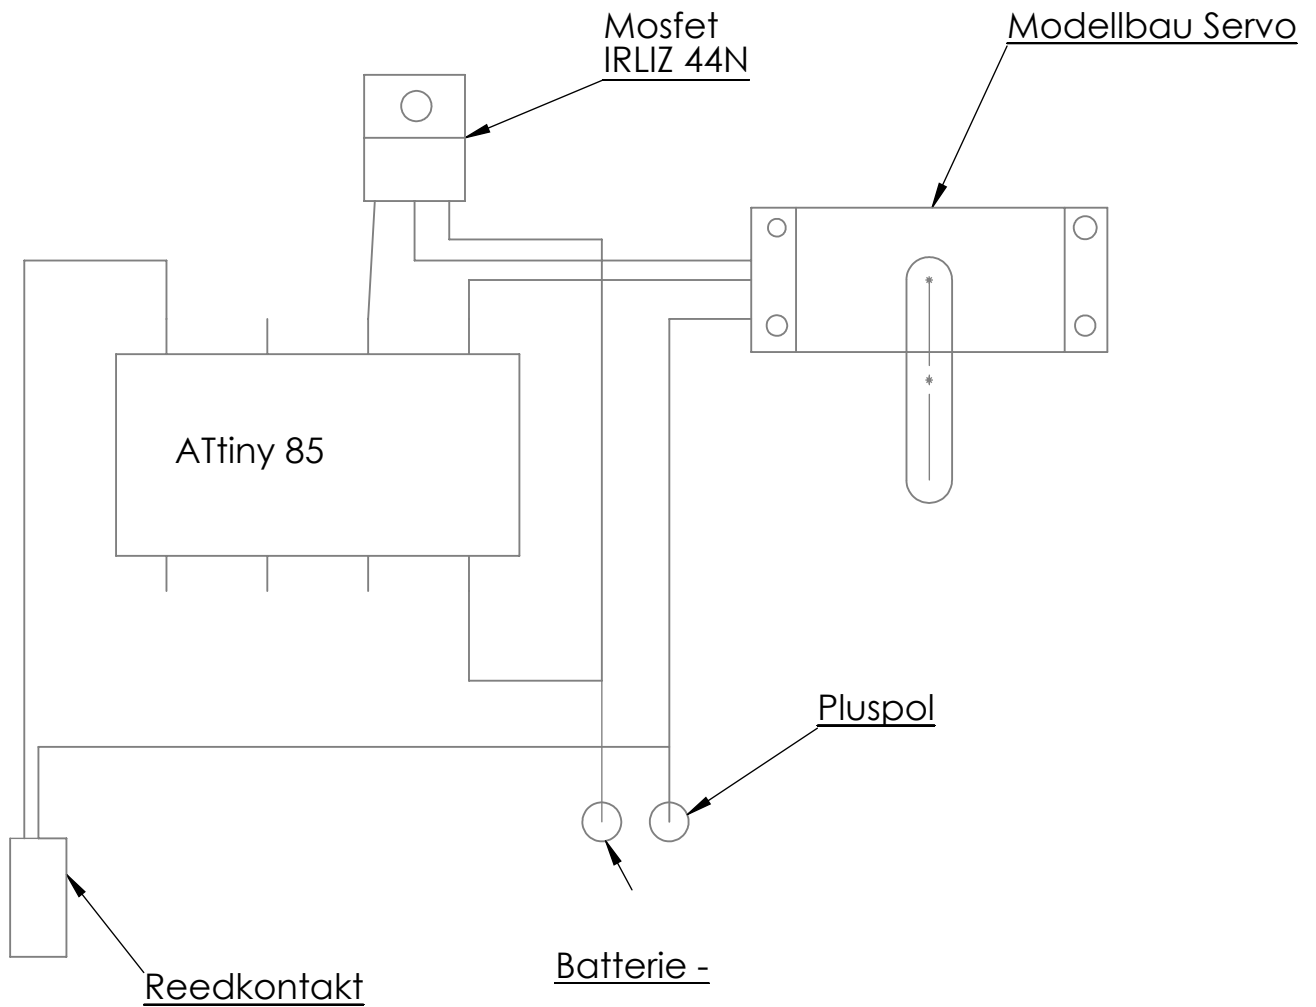 Mosfet
IRLIZ 44N
Modellbau Servo
ATtiny 85
Pluspol
Batterie -
Reedkontakt